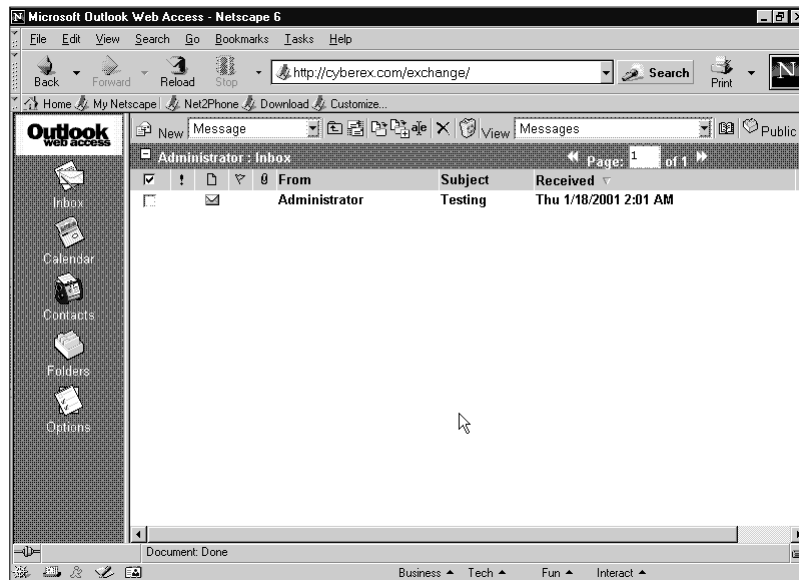 Microsoft Outlook Web Access - Netscape 6
File Edit View Search Go Bookmarks Tasks Help
Back Forward Reload Stop http://cyberex.com/exchange/ Search Print N
Home My Netscape Net2Phone Download Customize...
Outlook
web access
New Message View Messages Public
Administrator : Inbox Page: 1 of 1
! From Subject Received
Administrator Testing Thu 1/18/2001 2:01 AM
Inbox
Calendar
Contacts
Folders
Options
Document: Done
Business Tech Fun Interact